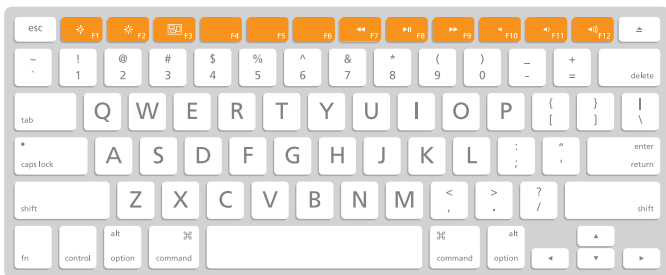 esc F1 F2 F3 F4 F5 F6 F7 F8 F9 F10 F11 F12
~ ! @ # $ % ^ & * ( ) _ +
` 1 2 3 4 5 6 7 8 9 0 - = delete
tab Q W E R T Y U I O P { [ } ] | \
caps lock A S D F G H J K L : ; " ' enter return
shift Z X C V B N M < , > . ? / shift
fn control alt option ⌘ command ⌘ command alt option